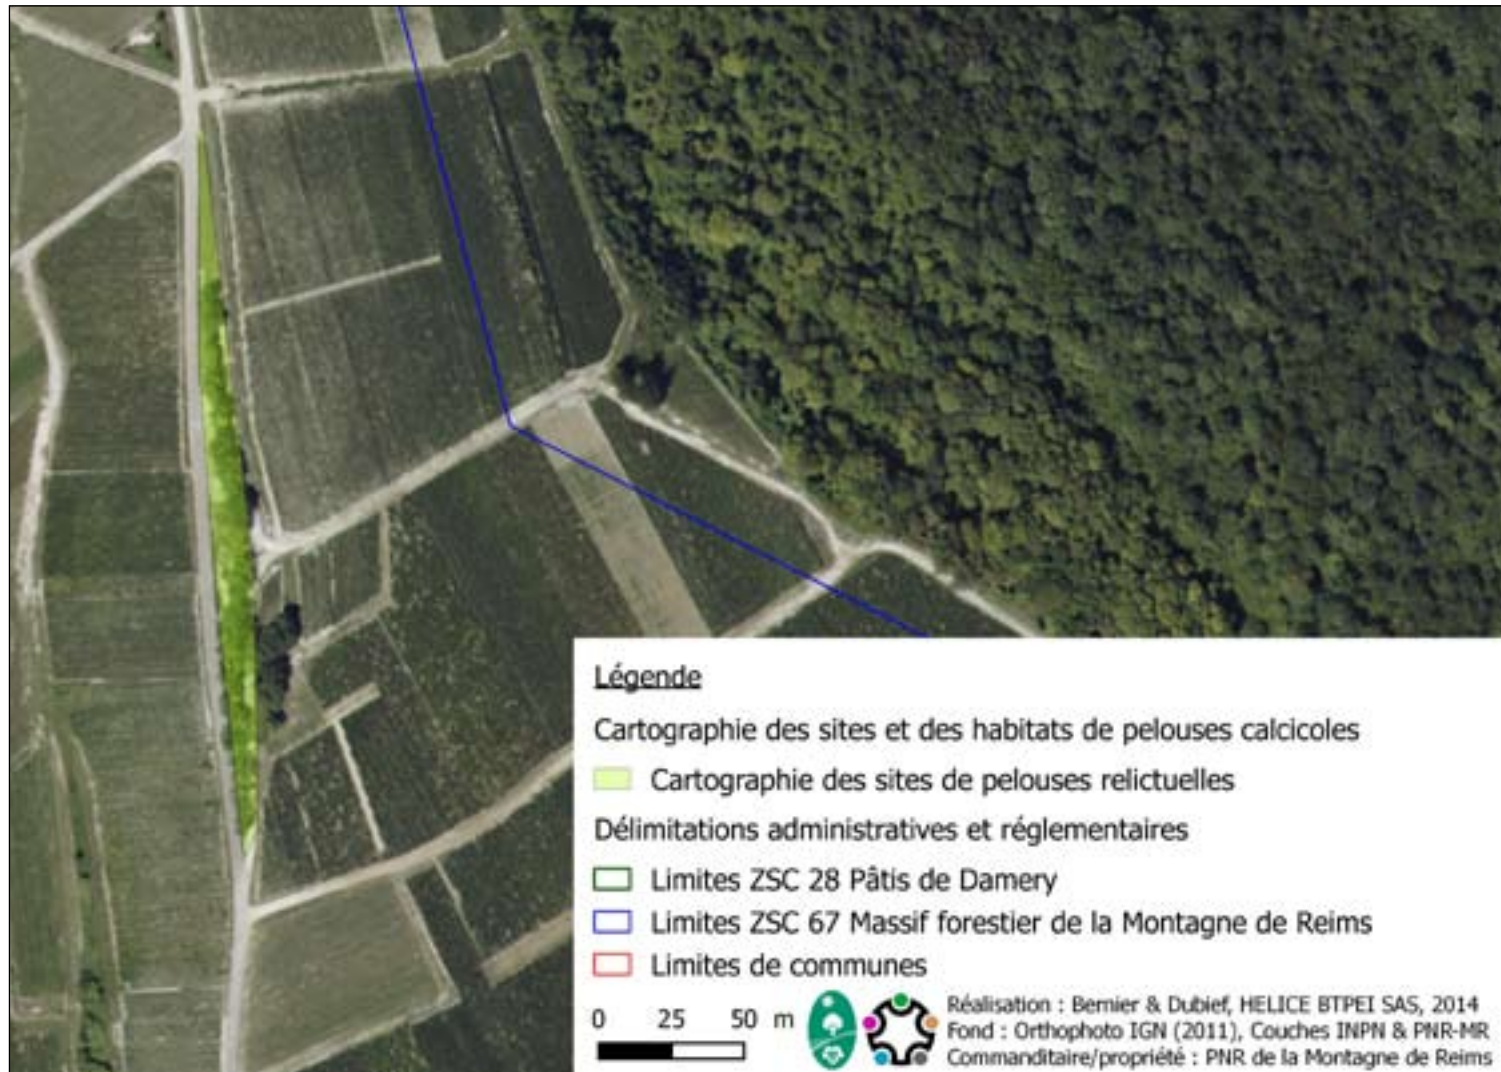 Légende
Cartographie des sites et des habitats de pelouses calcicoles
Cartographie des sites de pelouses relictuelles
Délimitations administratives et réglementaires
Limites ZSC 28 Pâtis de Damery
Limites ZSC 67 Massif forestier de la Montagne de Reims
Limites de communes
0 25 50 m
Réalisation : Bernier & Dubief, HELICE BTPEI SAS, 2014
Fond : Orthophoto IGN (2011), Couches INPN & PNR-MR
Commanditaire/propriété : PNR de la Montagne de Reims